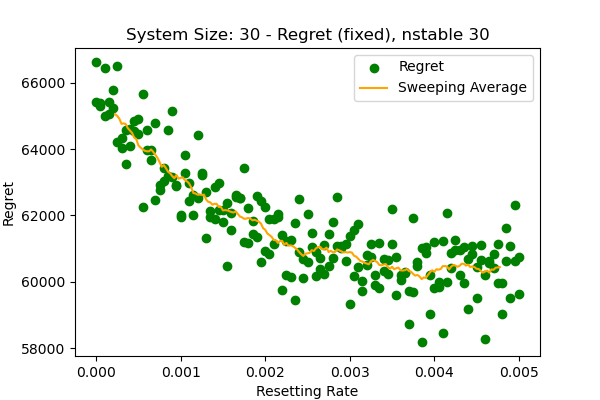 System Size: 30 - Regret (fixed), nstable 30
Regret
Sweeping Average
66000
64000
62000
60000
58000
Regret
0.000
0.001
0.002
0.003
0.004
0.005
Resetting Rate